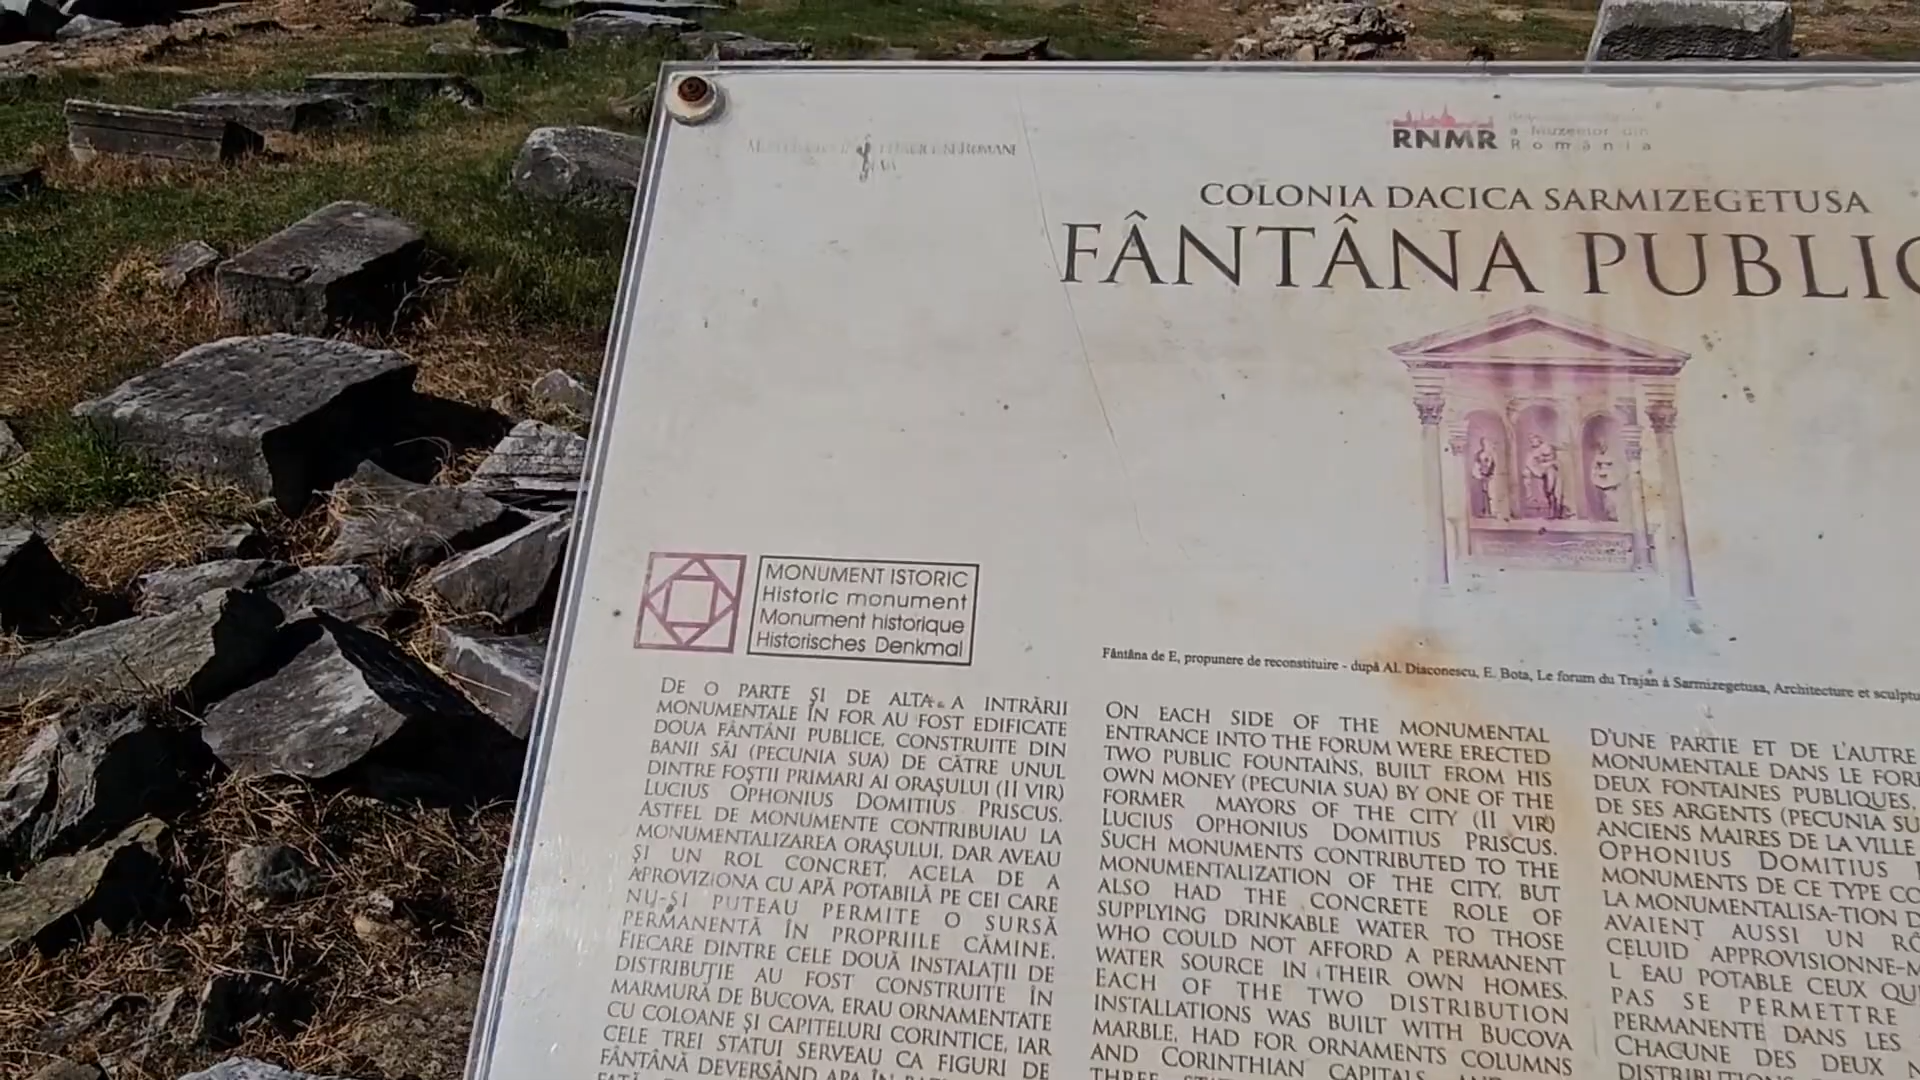 RNMR
a Muzeelor din
România
COLONIA DACICA SARMIZEGETUSA
FÂNTÂNA PUBLIC
MONUMENT ISTORIC
Historic monument
Monument historique
Historisches Denkmal
Fântâna de E, propunere de reconstituire - după Al. Diaconescu, E. Bota, Le forum du Trajan á Sarmizegetusa, Architecture et sculptu
DE O PARTE ŞI DE ALTA A INTRĂRII
MONUMENTALE ÎN FOR AU FOST EDIFICATE
DOUA FÂNTÂNI PUBLICE, CONSTRUITE DIN
BANII SĂI (PECUNIA SUA) DE CĂTRE UNUL
DINTRE FOŞTII PRIMARI AI ORAŞULUI (II VIR)
LUCIUS OPHONIUS DOMITIUS PRISCUS.
ASTFEL DE MONUMENTE CONTRIBUIAU LA
MONUMENTALIZAREA ORAŞULUI, DAR AVEAU
ŞI UN ROL CONCRET, ACELA DE A
APROVIZIONA CU APĂ POTABILĂ PE CEI CARE
NU-ŞI PUTEAU PERMITE O SURSĂ
PERMANENTĂ ÎN PROPRIILE CĂMINE.
FIECARE DINTRE CELE DOUĂ INSTALAŢII DE
DISTRIBUŢIE AU FOST CONSTRUITE ÎN
MARMURĂ DE BUCOVA, ERAU ORNAMENTATE
CU COLOANE ŞI CAPITELURI CORINTICE, IAR
CELE TREI STATUI SERVEAU CA FIGURI DE
FÂNTÂNĂ DEVERSÂND APA ÎN
ON EACH SIDE OF THE MONUMENTAL
ENTRANCE INTO THE FORUM WERE ERECTED
TWO PUBLIC FOUNTAINS, BUILT FROM HIS
OWN MONEY (PECUNIA SUA) BY ONE OF THE
FORMER MAYORS OF THE CITY (II VIR)
LUCIUS OPHONIUS DOMITIUS PRISCUS.
SUCH MONUMENTS CONTRIBUTED TO THE
MONUMENTALIZATION OF THE CITY, BUT
ALSO HAD THE CONCRETE ROLE OF
SUPPLYING DRINKABLE WATER TO THOSE
WHO COULD NOT AFFORD A PERMANENT
WATER SOURCE IN THEIR OWN HOMES.
EACH OF THE TWO DISTRIBUTION
INSTALLATIONS WAS BUILT WITH BUCOVA
MARBLE, HAD FOR ORNAMENTS COLUMNS
AND CORINTHIAN CAPITALS
THREE
D'UNE PARTIE ET DE L'AUTRE
MONUMENTALE DANS LE FOR
DEUX FONTAINES PUBLIQUES,
DE SES ARGENTS (PECUNIA SU
ANCIENS MAIRES DE LA VILLE
OPHONIUS DOMITIUS
MONUMENTS DE CE TYPE CO
LA MONUMENTALISA-TION D
AVAIENT AUSSI UN RÔ
CELUID APPROVISIONNE-M
L EAU POTABLE CEUX QU
PAS SE PERMETTRE
PERMANENTE DANS LES
CHACUNE DES DEUX